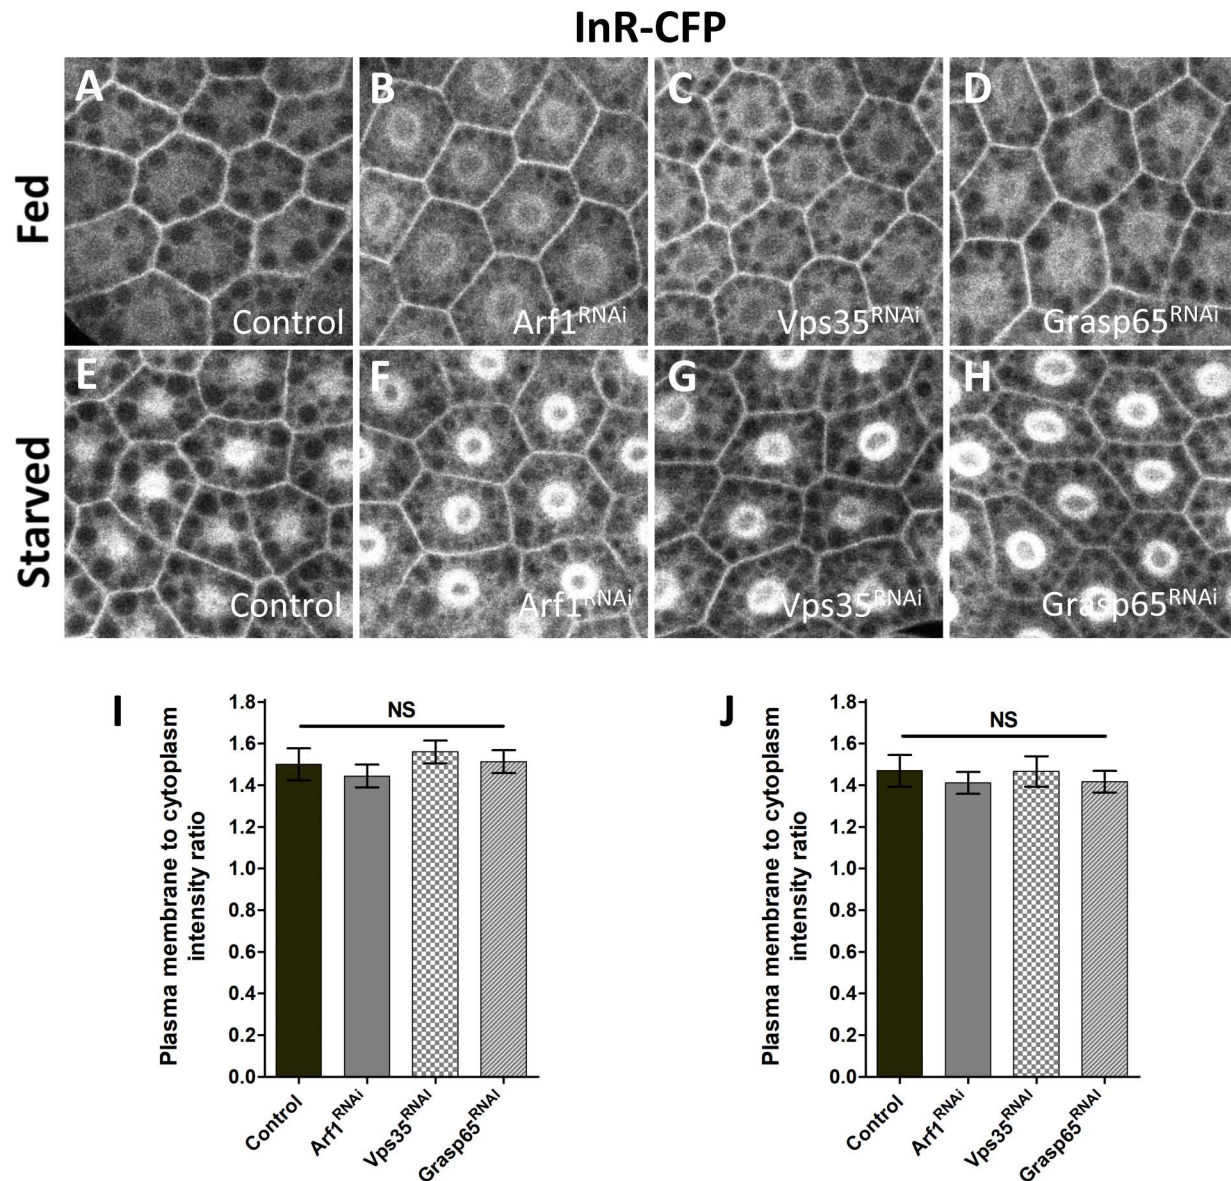 InR-CFP
Fed
A
Control
B
Arf1RNAi
C
Vps35RNAi
D
Grasp65RNAi
Starved
E
Control
F
Arf1RNAi
G
Vps35RNAi
H
Grasp65RNAi
I
Plasma membrane to cytoplasm
intensity ratio
1.8
1.6
1.4
1.2
1.0
0.8
0.6
0.4
0.2
0.0
NS
Control
Arf1RNAi
Vps35RNAI
Grasp65RNAI
J
Plasma membrane to cytoplasm
intensity ratio
1.8
1.6
1.4
1.2
1.0
0.8
0.6
0.4
0.2
0.0
NS
Control
Arf1RNAi
Vps35RNAI
Grasp65RNAI